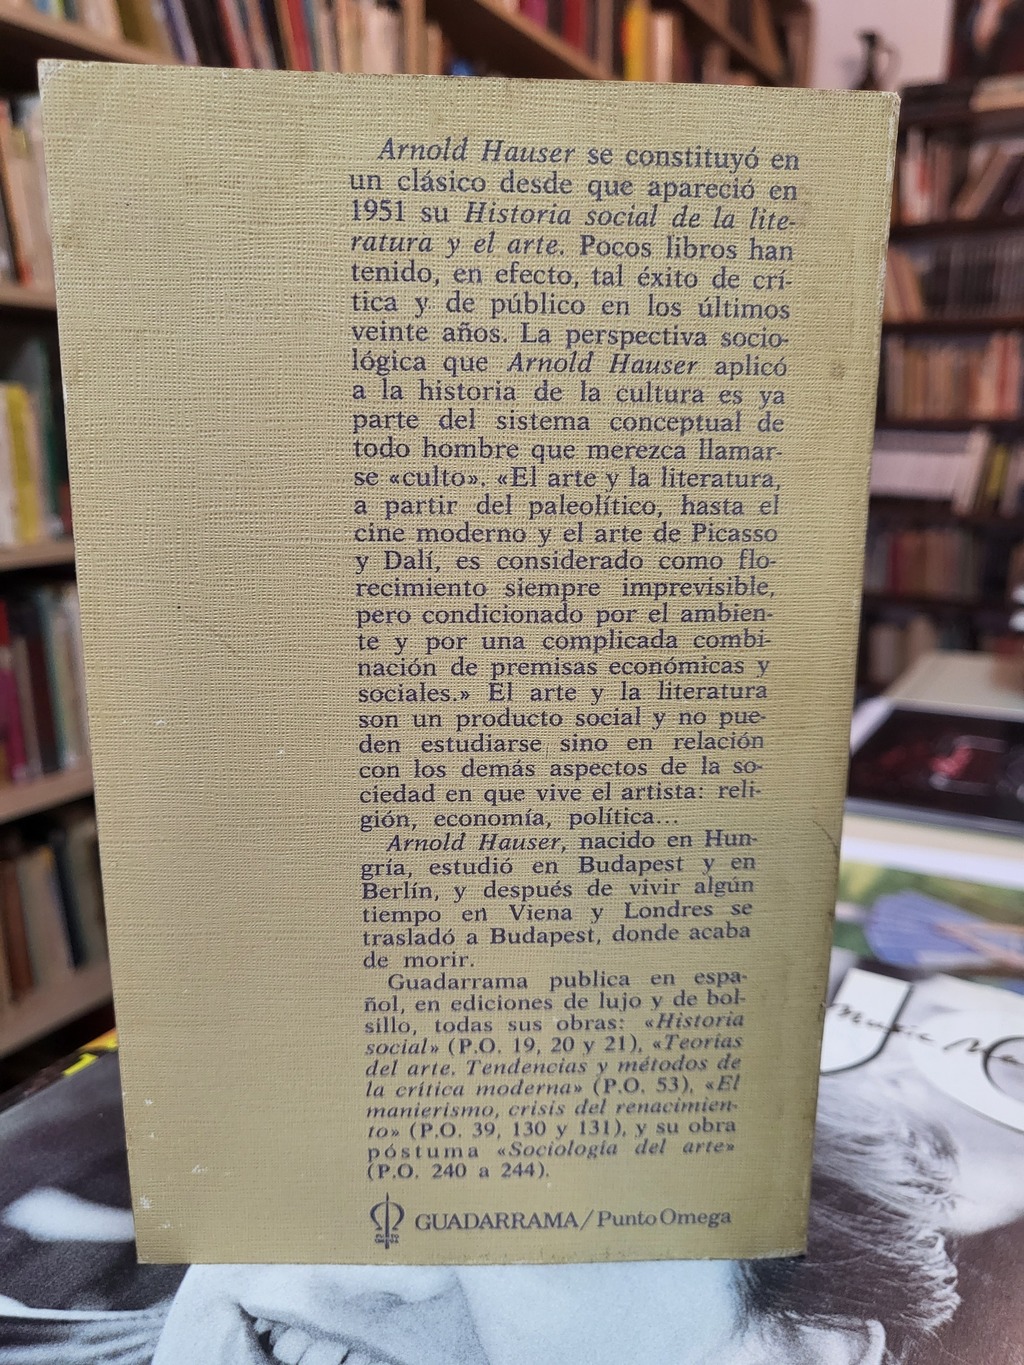 Arnold Hauser se constituyó en
un clásico desde que apareció en
1951 su Historia social de la lite-
ratura y el arte. Pocos libros han
tenido, en efecto, tal éxito de crí-
tica y de público en los últimos
veinte años. La perspectiva socio-
lógica que Arnold Hauser aplicó
a la historia de la cultura es ya
parte del sistema conceptual de
todo hombre que merezca llamar-
se «culto». «El arte y la literatura,
a partir del paleolítico, hasta el
cine moderno y el arte de Picasso
y Dalí, es considerado como flo-
recimiento siempre imprevisible,
pero condicionado por el ambien-
te y por una complicada combi-
nación de premisas económicas y
sociales.» El arte y la literatura
son un producto social y no pue-
den estudiarse sino en relación
con los demás aspectos de la so-
ciedad en que vive el artista: reli-
gión, economía, política...
Arnold Hauser, nacido en Hun-
gría, estudió en Budapest y en
Berlín, y después de vivir algún
tiempo en Viena y Londres se
trasladó a Budapest, donde acaba
de morir.
Guadarrama publica en espa-
ñol, en ediciones de lujo y de bol-
sillo, todas sus obras: «Historia
social» (P.O. 19, 20 y 21), «Teorías
del arte. Tendencias y métodos de
la crítica moderna» (P.O. 53), «El
manierismo, crisis del renacimien-
to» (P.O. 39, 130 y 131), y su obra
póstuma «Sociología del arte»
(P.O. 240 a 244).
GUADARRAMA/Punto Omega
Music